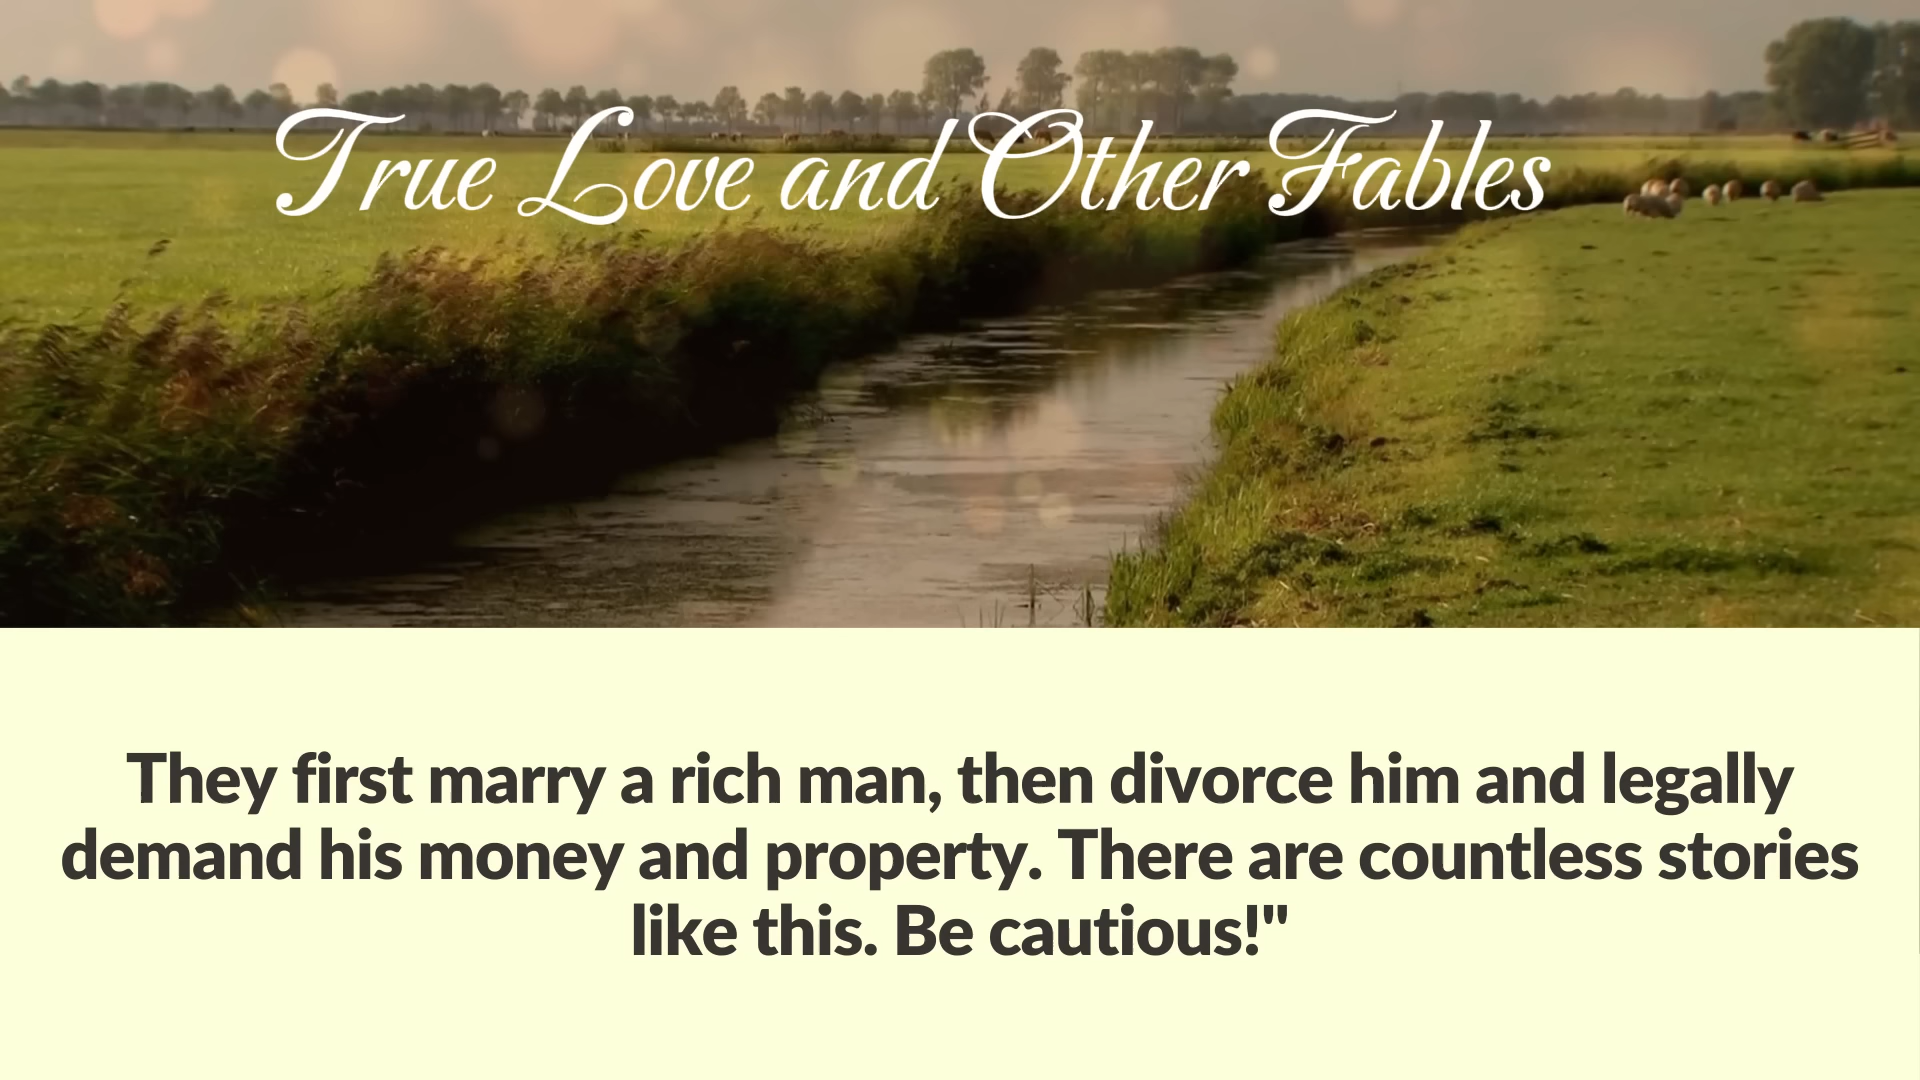 True Love and Other Fables
They first marry a rich man, then divorce him and legally
demand his money and property. There are countless stories
like this. Be cautious!"